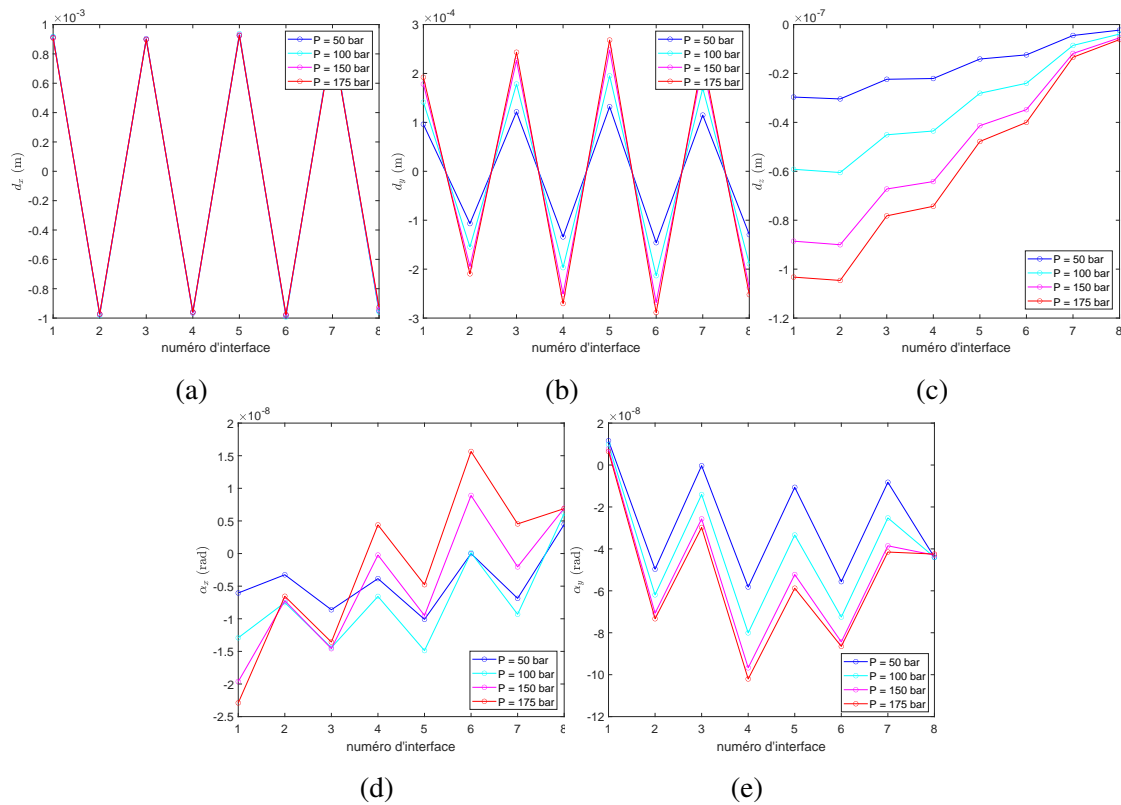 ×10-3
1
0.8
0.6
0.4
0.2
0
-0.2
-0.4
-0.6
-0.8
-1
dx (m)
1 2 3 4 5 6 7 8
numéro d'interface
P = 50 bar
P = 100 bar
P = 150 bar
P = 175 bar
(a)
×10-4
3
2
1
0
-1
-2
-3
dy (m)
1 2 3 4 5 6 7 8
numéro d'interface
P = 50 bar
P = 100 bar
P = 150 bar
P = 175 bar
(b)
×10-7
0
-0.2
-0.4
-0.6
-0.8
-1
-1.2
dz (m)
1 2 3 4 5 6 7 8
numéro d'interface
P = 50 bar
P = 100 bar
P = 150 bar
P = 175 bar
(c)
×10-8
2
1.5
1
0.5
0
-0.5
-1
-1.5
-2
-2.5
αx (rad)
1 2 3 4 5 6 7 8
numéro d'interface
P = 50 bar
P = 100 bar
P = 150 bar
P = 175 bar
(d)
×10-8
2
0
-2
-4
-6
-8
-10
-12
αy (rad)
1 2 3 4 5 6 7 8
numéro d'interface
P = 50 bar
P = 100 bar
P = 150 bar
P = 175 bar
(e)